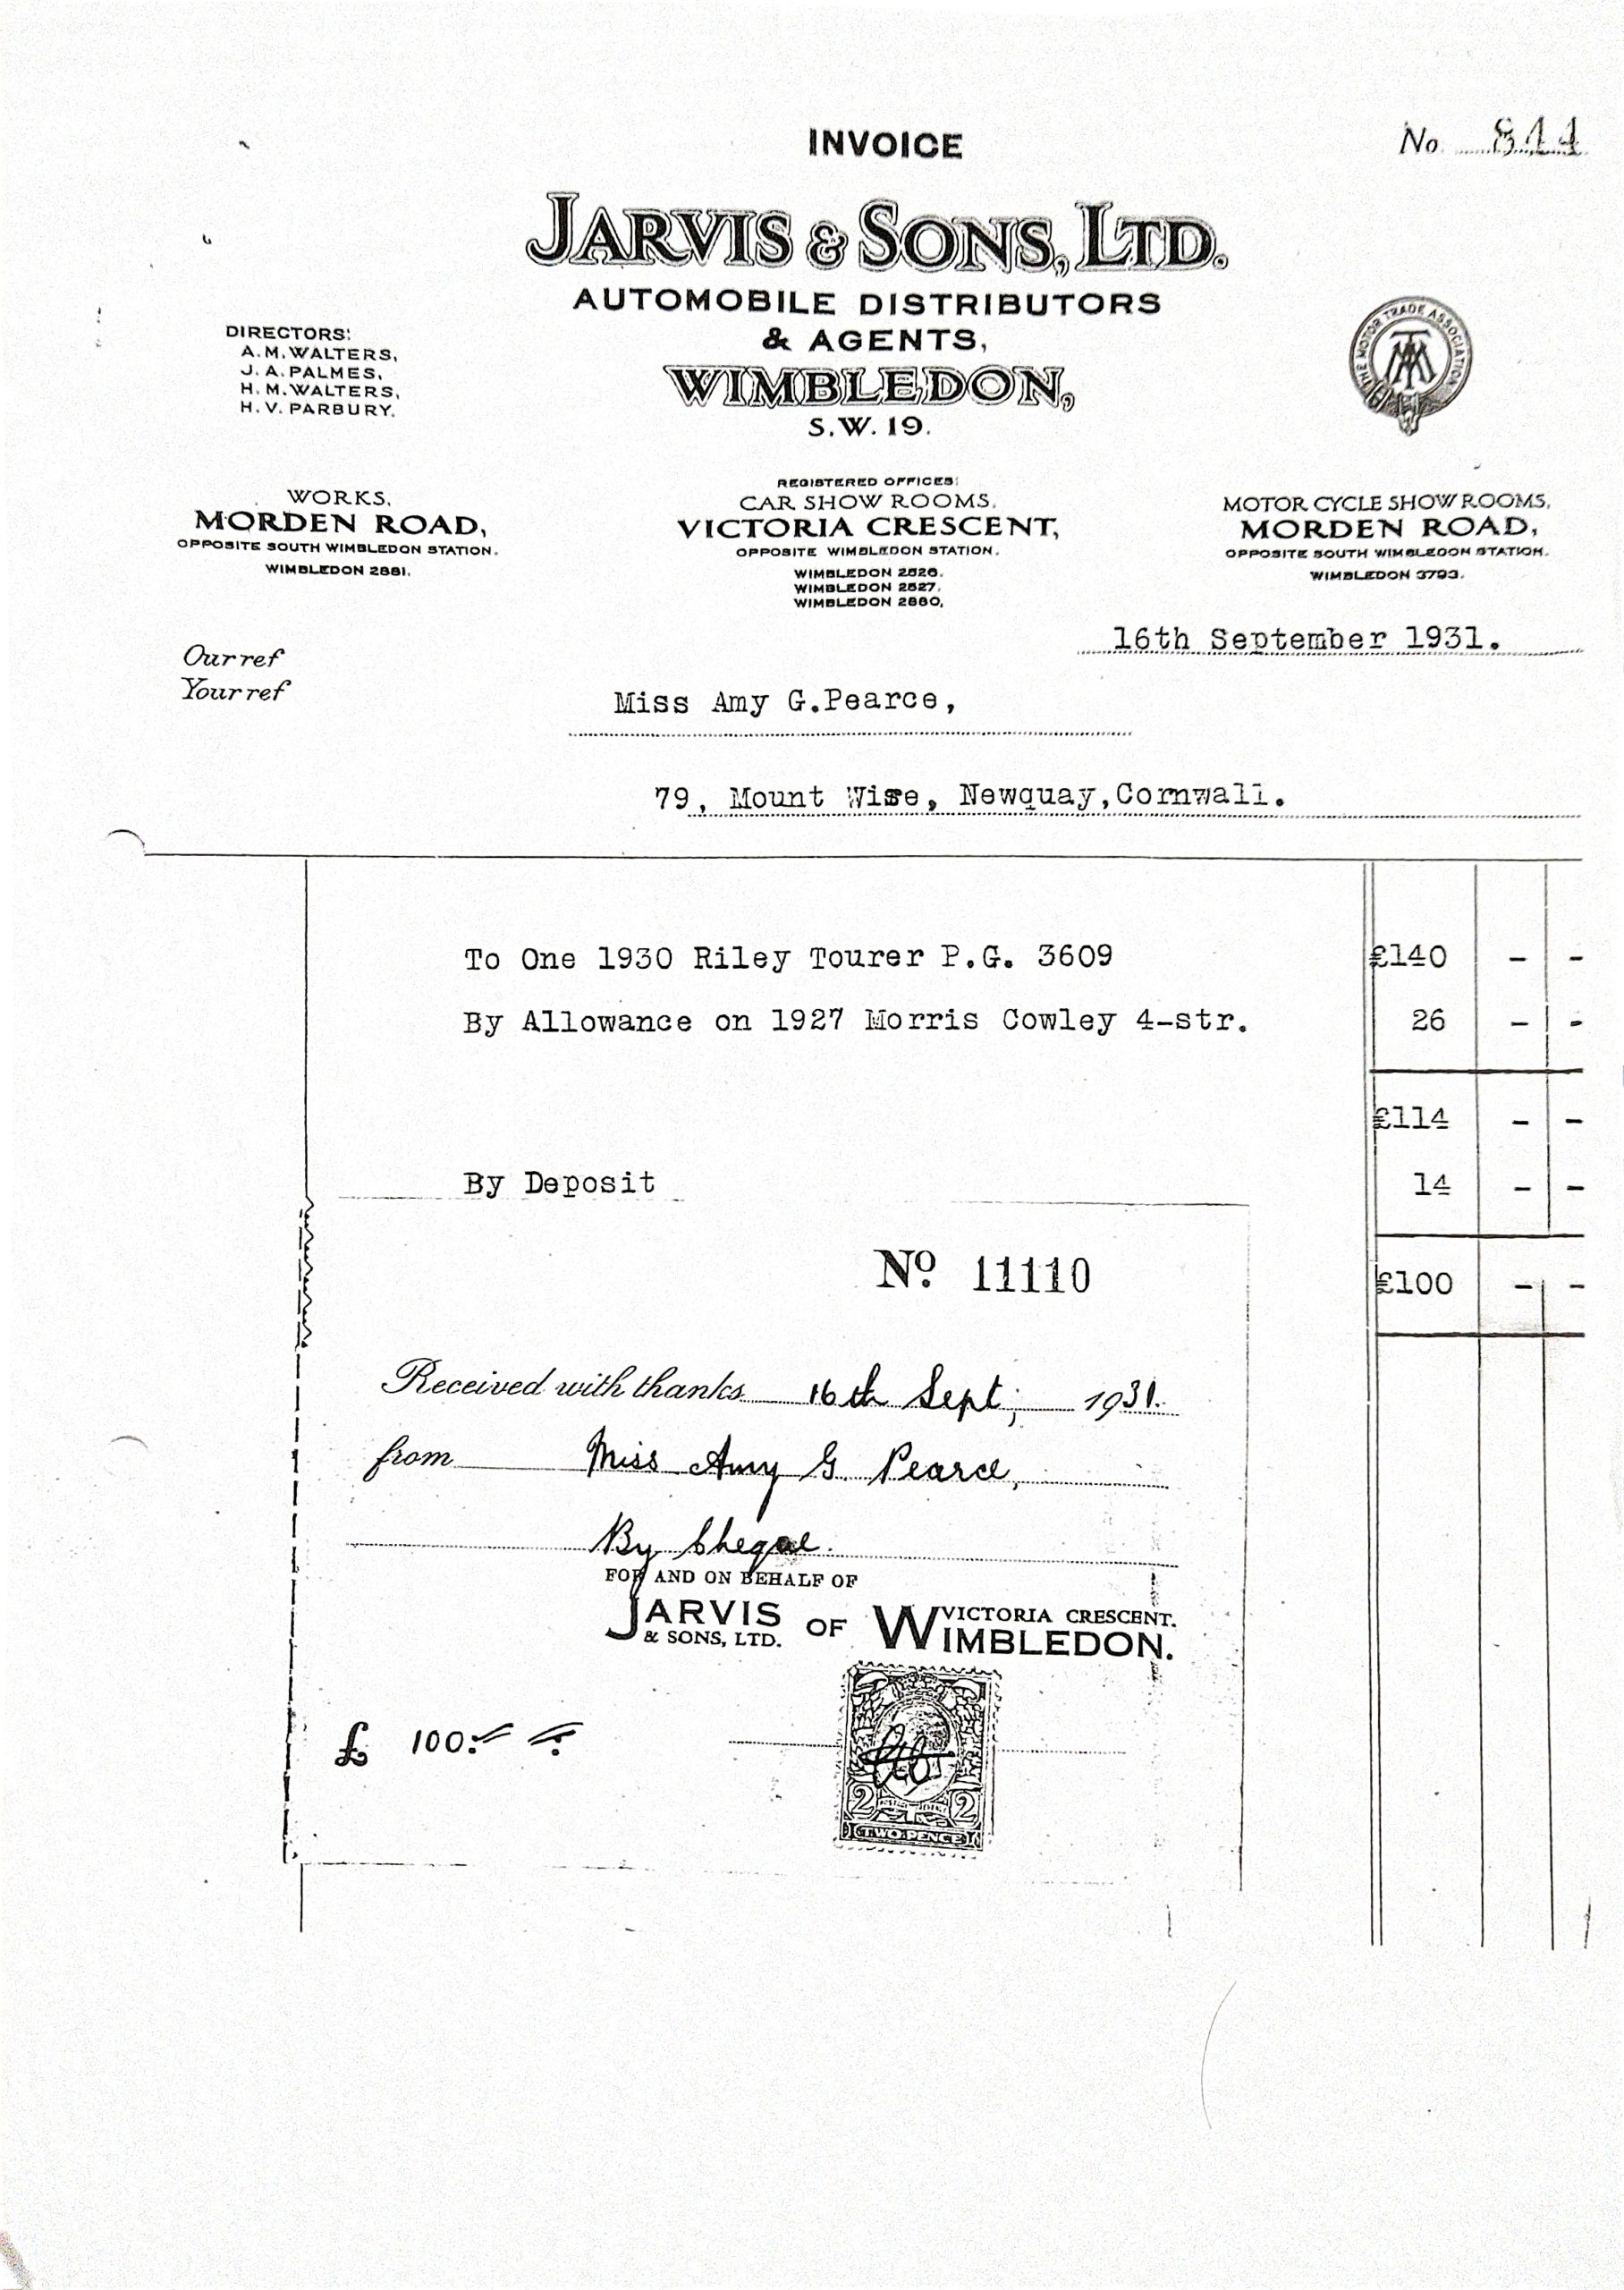 INVOICE
No. 844
JARVIS & SONS, LTD.
AUTOMOBILE DISTRIBUTORS
& AGENTS,
WIMBLEDON,
S.W. 19.
DIRECTORS:
A. M. WALTERS,
J. A. PALMES,
H. M. WALTERS,
H. V. PARBURY.
THE MOTOR TRADE ASSOCIATION
WORKS,
MORDEN ROAD,
OPPOSITE SOUTH WIMBLEDON STATION.
WIMBLEDON 2881.
REGISTERED OFFICES:
CAR SHOW ROOMS,
VICTORIA CRESCENT,
OPPOSITE WIMBLEDON STATION.
WIMBLEDON 2526.
WIMBLEDON 2527.
WIMBLEDON 2880,
MOTOR CYCLE SHOW ROOMS,
MORDEN ROAD,
OPPOSITE SOUTH WIMBLEDON STATION.
WIMBLEDON 3793.
16th September 1931.
Our ref
Your ref
Miss Amy G.Pearce,
79, Mount Wise, Newquay,Cornwall.
To One 1930 Riley Tourer P.G. 3609 £140 - -
By Allowance on 1927 Morris Cowley 4-str. 26 - -
£114 - -
By Deposit 14 - -
£100 - -
Nº 11110
Received with thanks 16th Sept; 1931.
from Miss Amy G. Pearce,
By Cheque.
FOR AND ON BEHALF OF
JARVIS & SONS, LTD. OF VICTORIA CRESCENT. WIMBLEDON.
£ 100:- -:
2 2
TWO PENCE